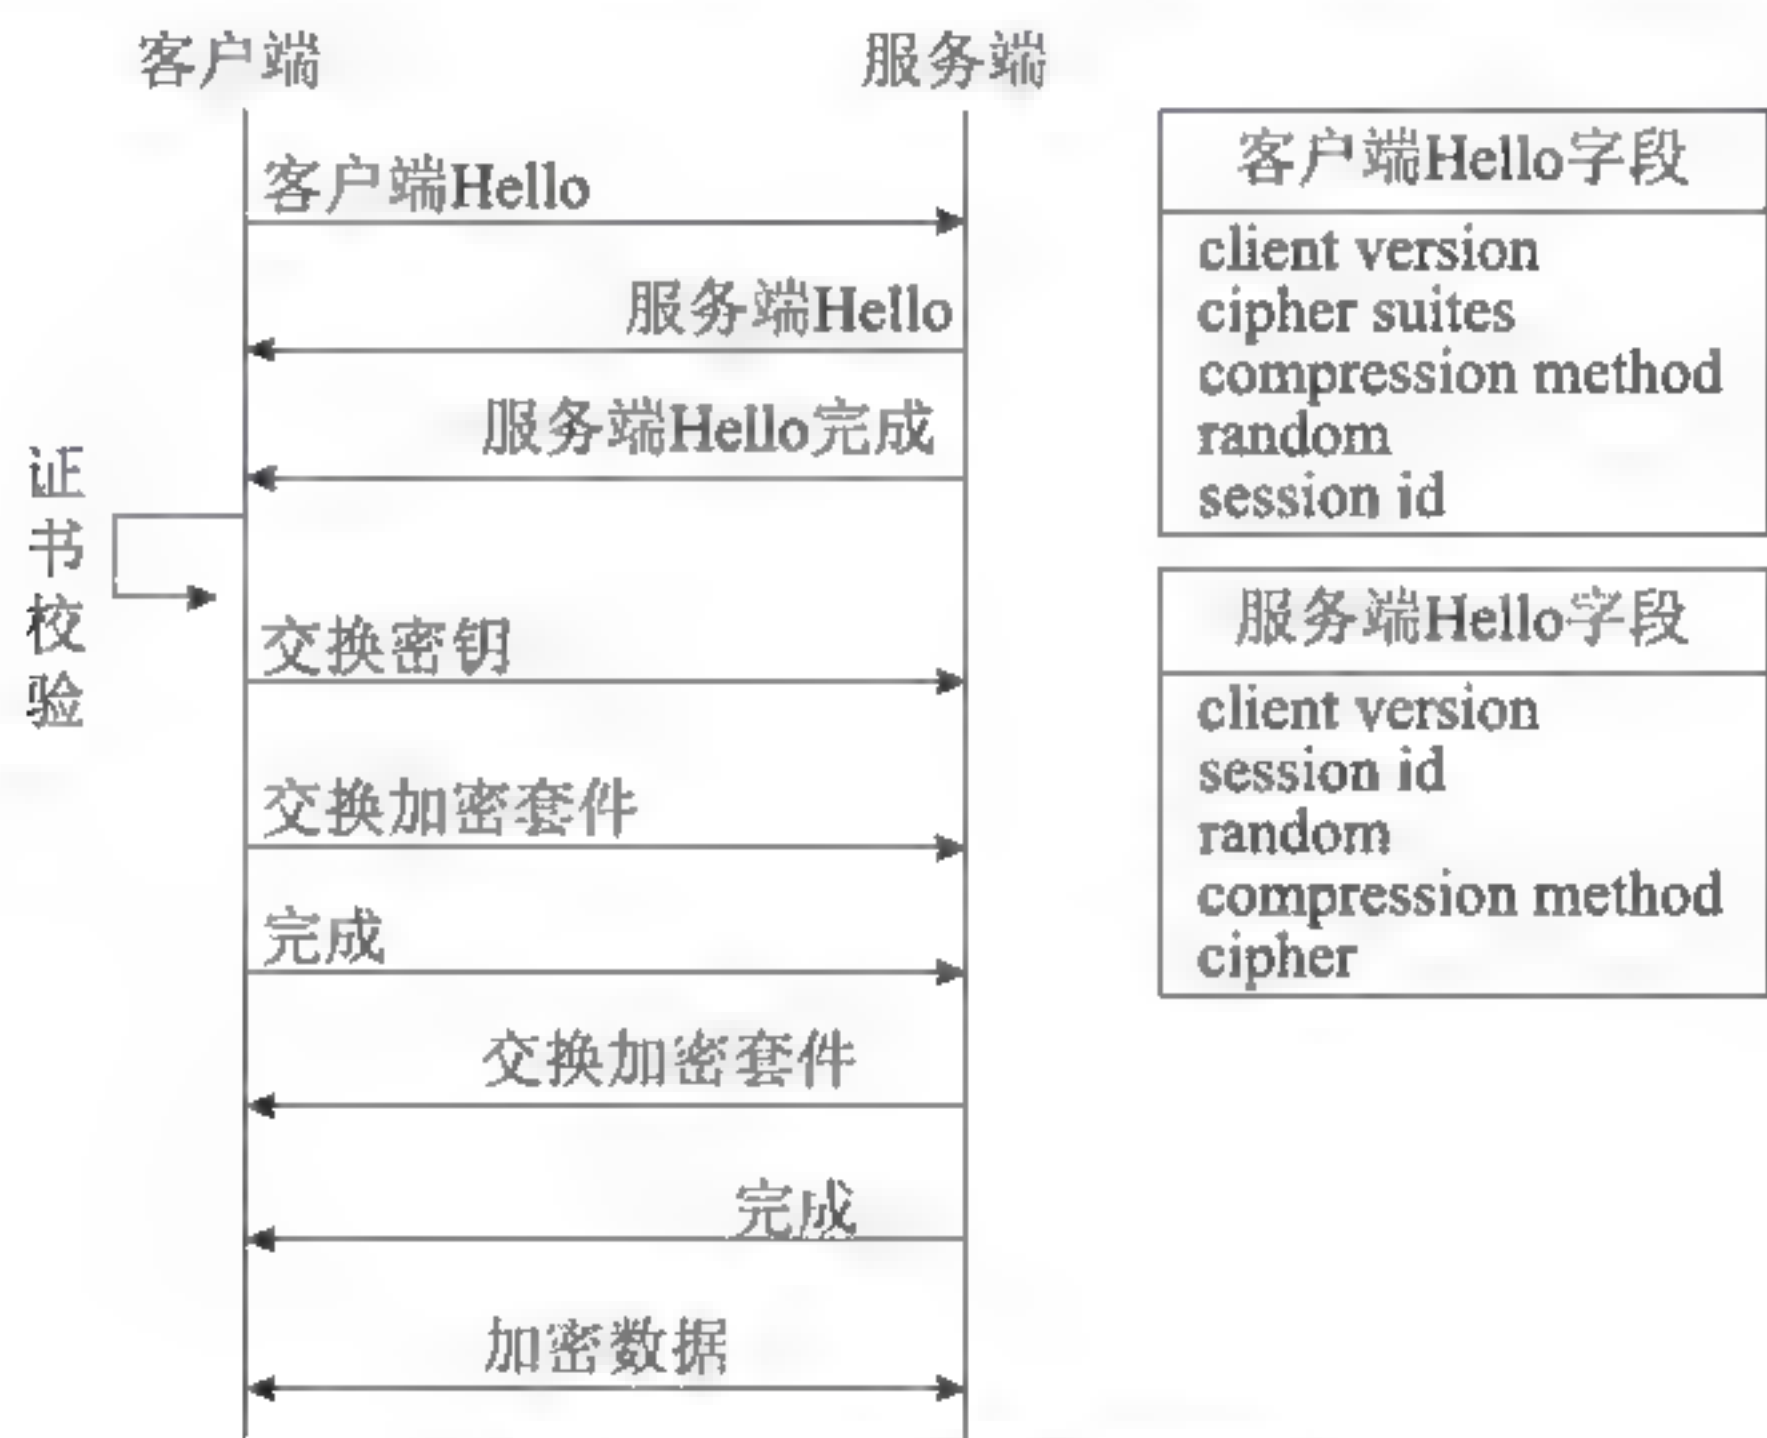 客户端
服务端
客户端Hello
服务端Hello
服务端Hello完成
证书校验
交换密钥
交换加密套件
完成
交换加密套件
完成
加密数据
客户端Hello字段
client version
cipher suites
compression method
random
session id
服务端Hello字段
client version
session id
random
compression method
cipher